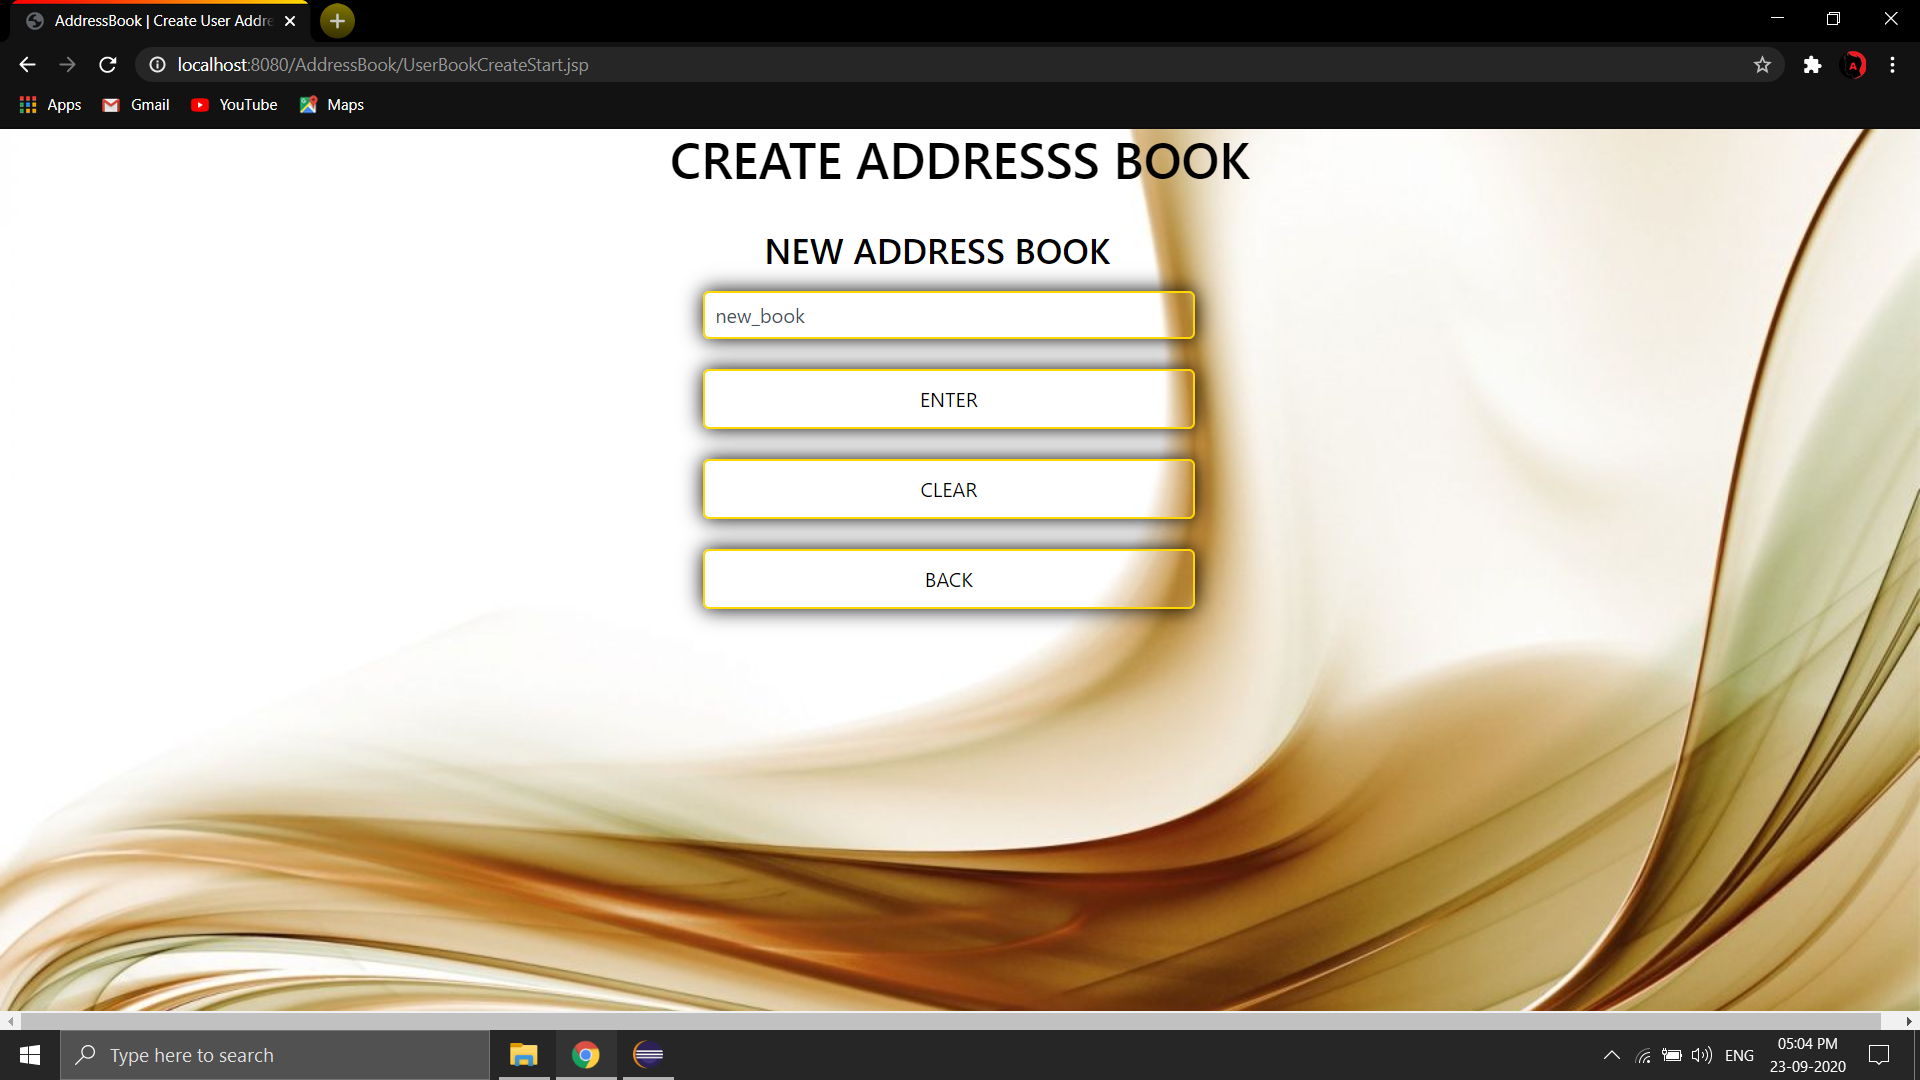 AddressBook | Create User Addre
localhost:8080/AddressBook/UserBookCreateStart.jsp
A
Apps Gmail YouTube Maps
CREATE ADDRESSS BOOK
NEW ADDRESS BOOK
new_book
ENTER
CLEAR
BACK
Type here to search
ENG
05:04 PM
23-09-2020